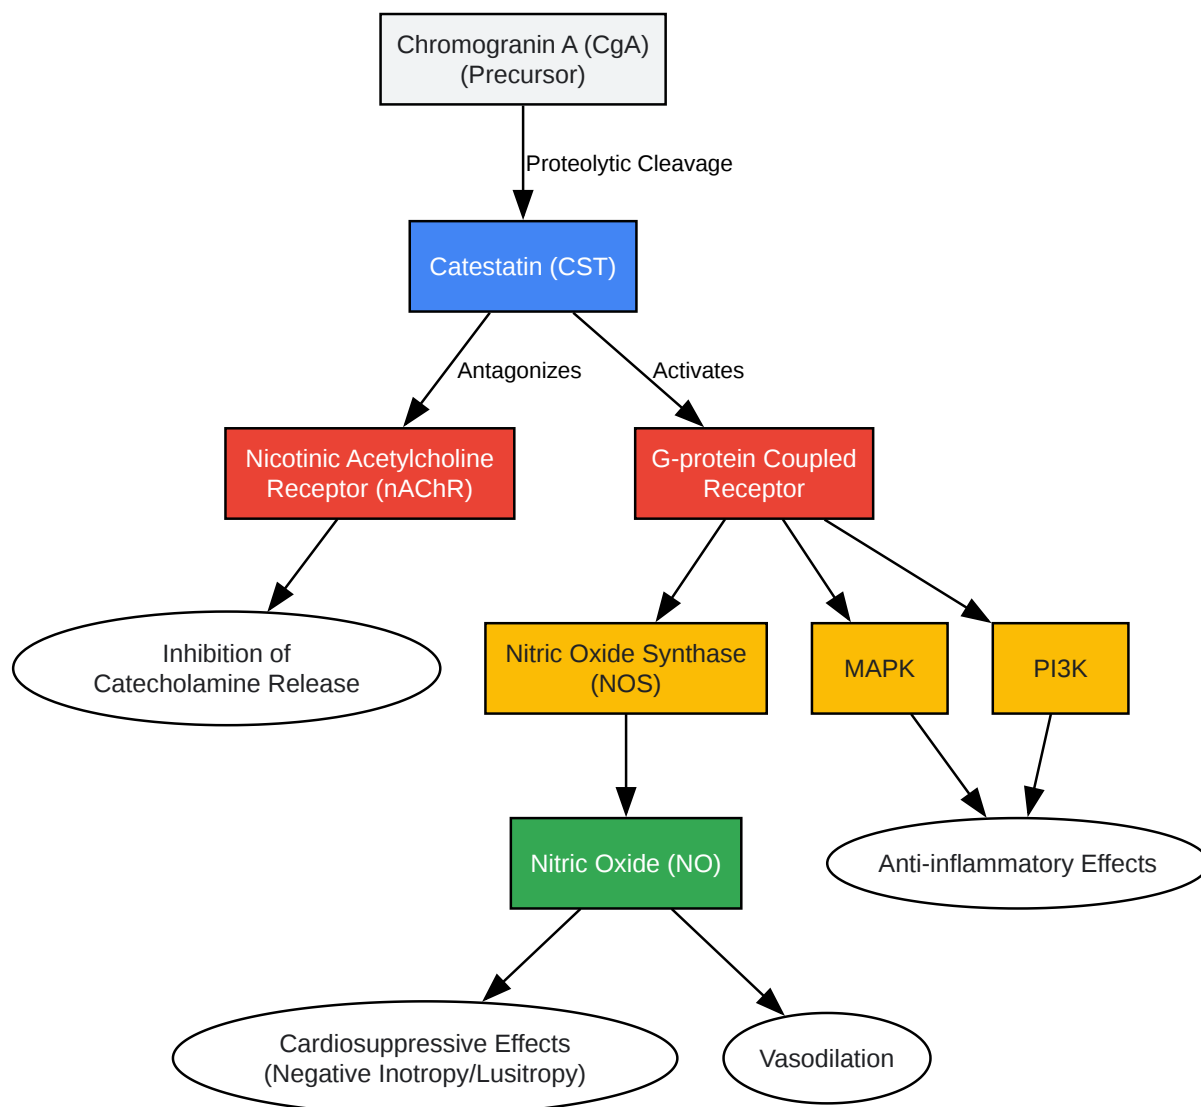 Chromogranin A (CgA)
(Precursor)
Proteolytic Cleavage
Catestatin (CST)
Antagonizes
Activates
Nicotinic Acetylcholine
Receptor (nAChR)
G-protein Coupled
Receptor
Inhibition of
Catecholamine Release
Nitric Oxide Synthase
(NOS)
MAPK
PI3K
Nitric Oxide (NO)
Anti-inflammatory Effects
Cardiosuppressive Effects
(Negative Inotropy/Lusitropy)
Vasodilation